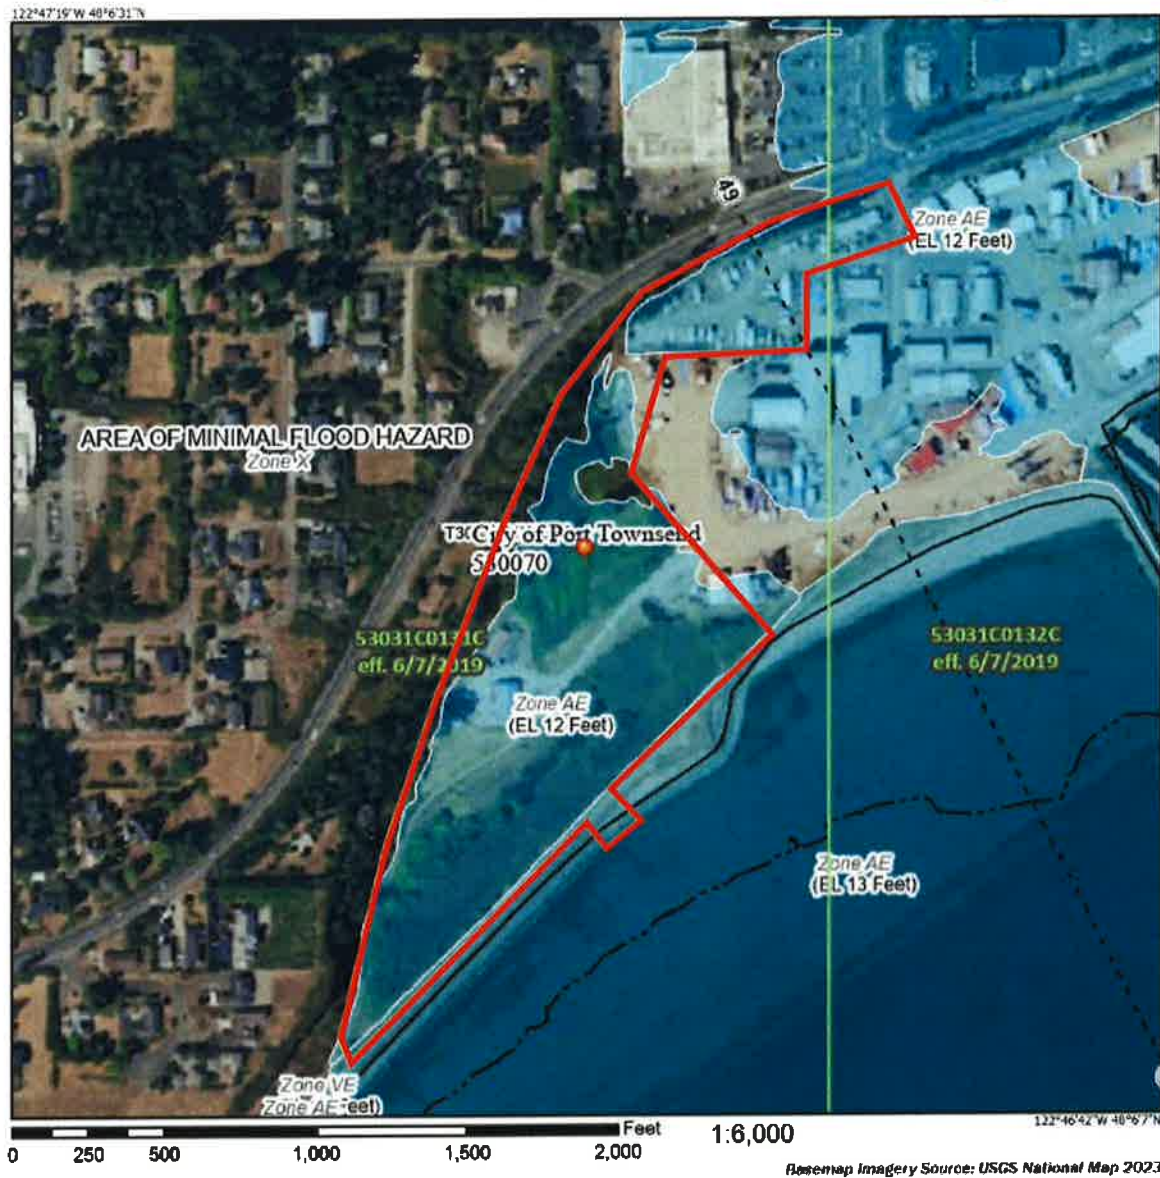 122°47'19"W 48°6'31"N
49
Zone AE
(EL 12 Feet)
AREA OF MINIMAL FLOOD HAZARD
Zone X
City of Port Townsend
530070
53031C0131C
eff. 6/7/2019
53031C0132C
eff. 6/7/2019
Zone AE
(EL 12 Feet)
Zone AE
(EL 13 Feet)
Zone VE
Zone AE
122°46'42"W 48°6'7"N
Feet
1:6,000
0 250 500 1,000 1,500 2,000
Basemap Imagery Source: USGS National Map 2023